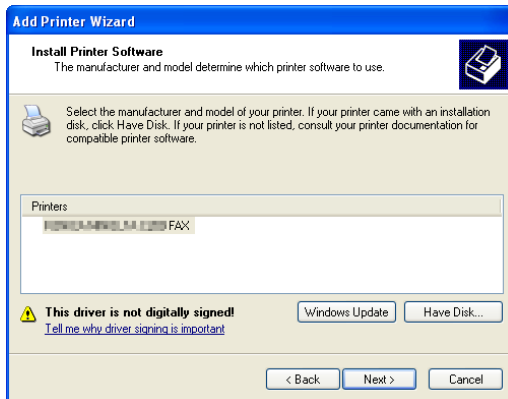 Add Printer Wizard
Install Printer Software
The manufacturer and model determine which printer software to use.
Select the manufacturer and model of your printer. If your printer came with an installation
disk, click Have Disk. If your printer is not listed, consult your printer documentation for
compatible printer software.
Printers
FAX
This driver is not digitally signed!
Tell me why driver signing is important
Windows Update
Have Disk...
< Back
Next >
Cancel